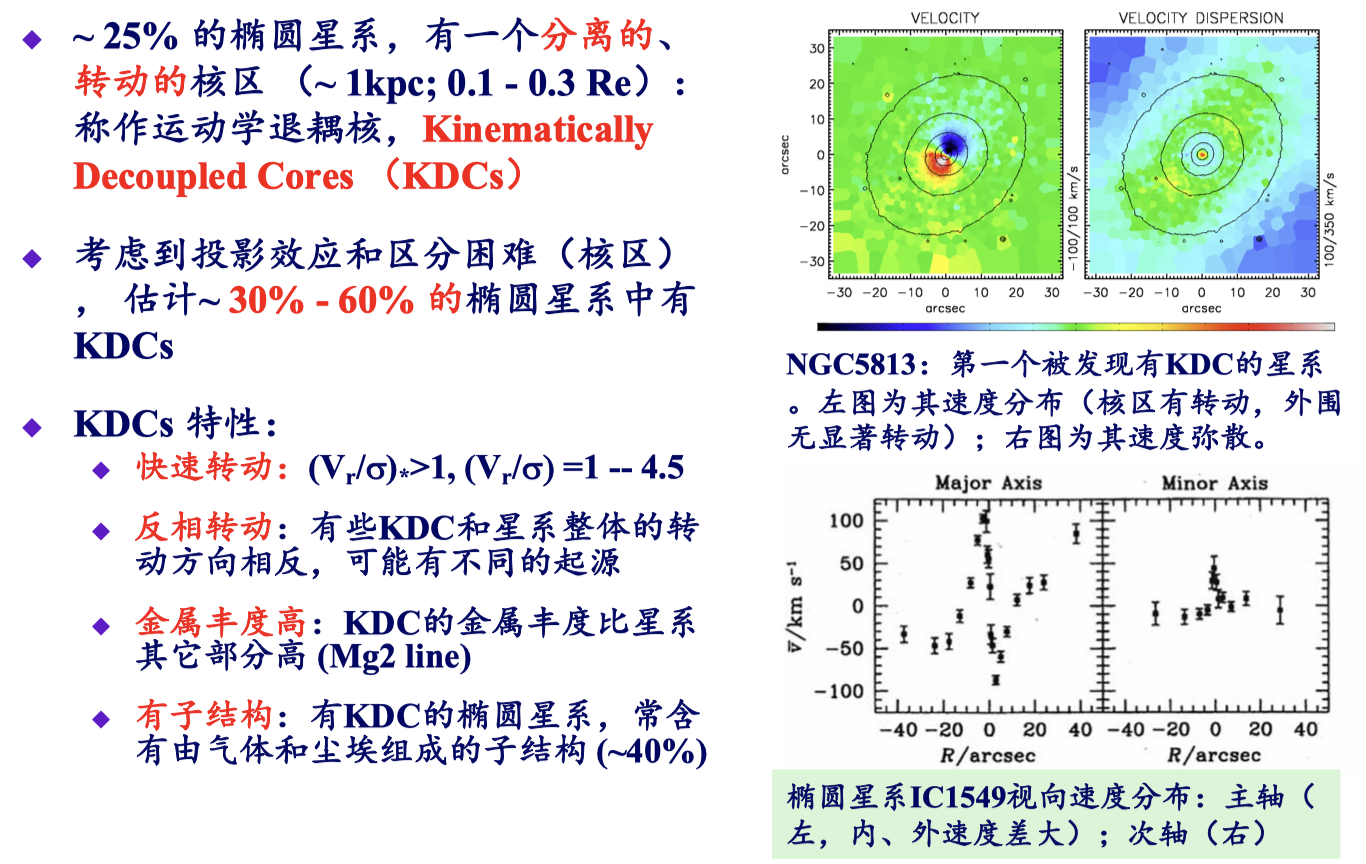 ~ 25% 的椭圆星系，有一个分离的、
转动的核区 （~ 1kpc; 0.1 - 0.3 Re）：
称作运动学退耦核，Kinematically
Decoupled Cores （KDCs）
考虑到投影效应和区分困难（核区）
， 估计~ 30% - 60% 的椭圆星系中有
KDCs
KDCs 特性：
快速转动：(Vr/σ)*>1, (Vr/σ) =1 -- 4.5
反相转动：有些KDC和星系整体的转
动方向相反，可能有不同的起源
金属丰度高：KDC的金属丰度比星系
其它部分高 (Mg2 line)
有子结构：有KDC的椭圆星系，常含
有由气体和尘埃组成的子结构 (~40%)
VELOCITY
30
20
10
0
−10
−20
−30
arcsec
−30 −20 −10 0 10 20 30
arcsec
−100/100 km/s
VELOCITY DISPERSION
−30 −20 −10 0 10 20 30
arcsec
100/350 km/s
NGC5813：第一个被发现有KDC的星系
。左图为其速度分布（核区有转动，外围
无显著转动）；右图为其速度弥散。
Major Axis
Minor Axis
100
50
0
−50
−100
v̄/km s⁻¹
−40 −20 0 20 40
R/arcsec
−40 −20 0 20 40
R/arcsec
椭圆星系IC1549视向速度分布：主轴（
左，内、外速度差大）；次轴（右）